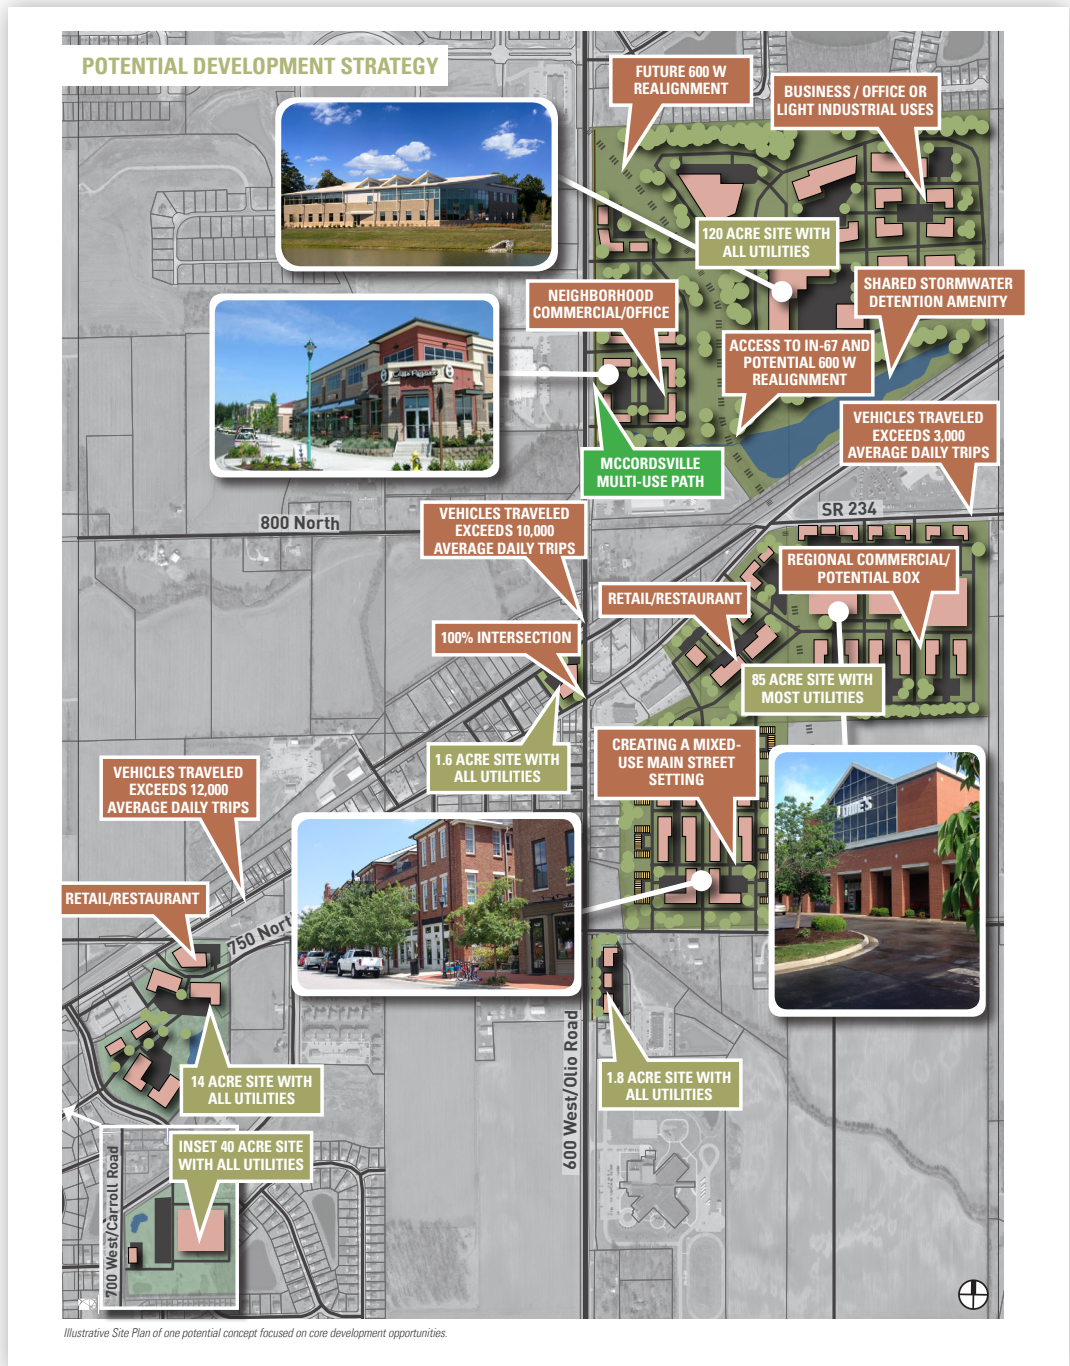 POTENTIAL DEVELOPMENT STRATEGY
FUTURE 600 W
REALIGNMENT
BUSINESS / OFFICE OR
LIGHT INDUSTRIAL USES
120 ACRE SITE WITH
ALL UTILITIES
NEIGHBORHOOD
COMMERCIAL/OFFICE
SHARED STORMWATER
DETENTION AMENITY
ACCESS TO IN-67 AND
POTENTIAL 600 W
REALIGNMENT
VEHICLES TRAVELED
EXCEEDS 3,000
AVERAGE DAILY TRIPS
MCCORDSVILLE
MULTI-USE PATH
SR 234
800 North
VEHICLES TRAVELED
EXCEEDS 10,000
AVERAGE DAILY TRIPS
REGIONAL COMMERCIAL/
POTENTIAL BOX
RETAIL/RESTAURANT
100% INTERSECTION
85 ACRE SITE WITH
MOST UTILITIES
1.6 ACRE SITE WITH
ALL UTILITIES
CREATING A MIXED-
USE MAIN STREET
SETTING
VEHICLES TRAVELED
EXCEEDS 12,000
AVERAGE DAILY TRIPS
RETAIL/RESTAURANT
750 North
600 West/Olio Road
14 ACRE SITE WITH
ALL UTILITIES
1.8 ACRE SITE WITH
ALL UTILITIES
INSET 40 ACRE SITE
WITH ALL UTILITIES
700 West/Carroll Road
Illustrative Site Plan of one potential concept focused on core development opportunities.